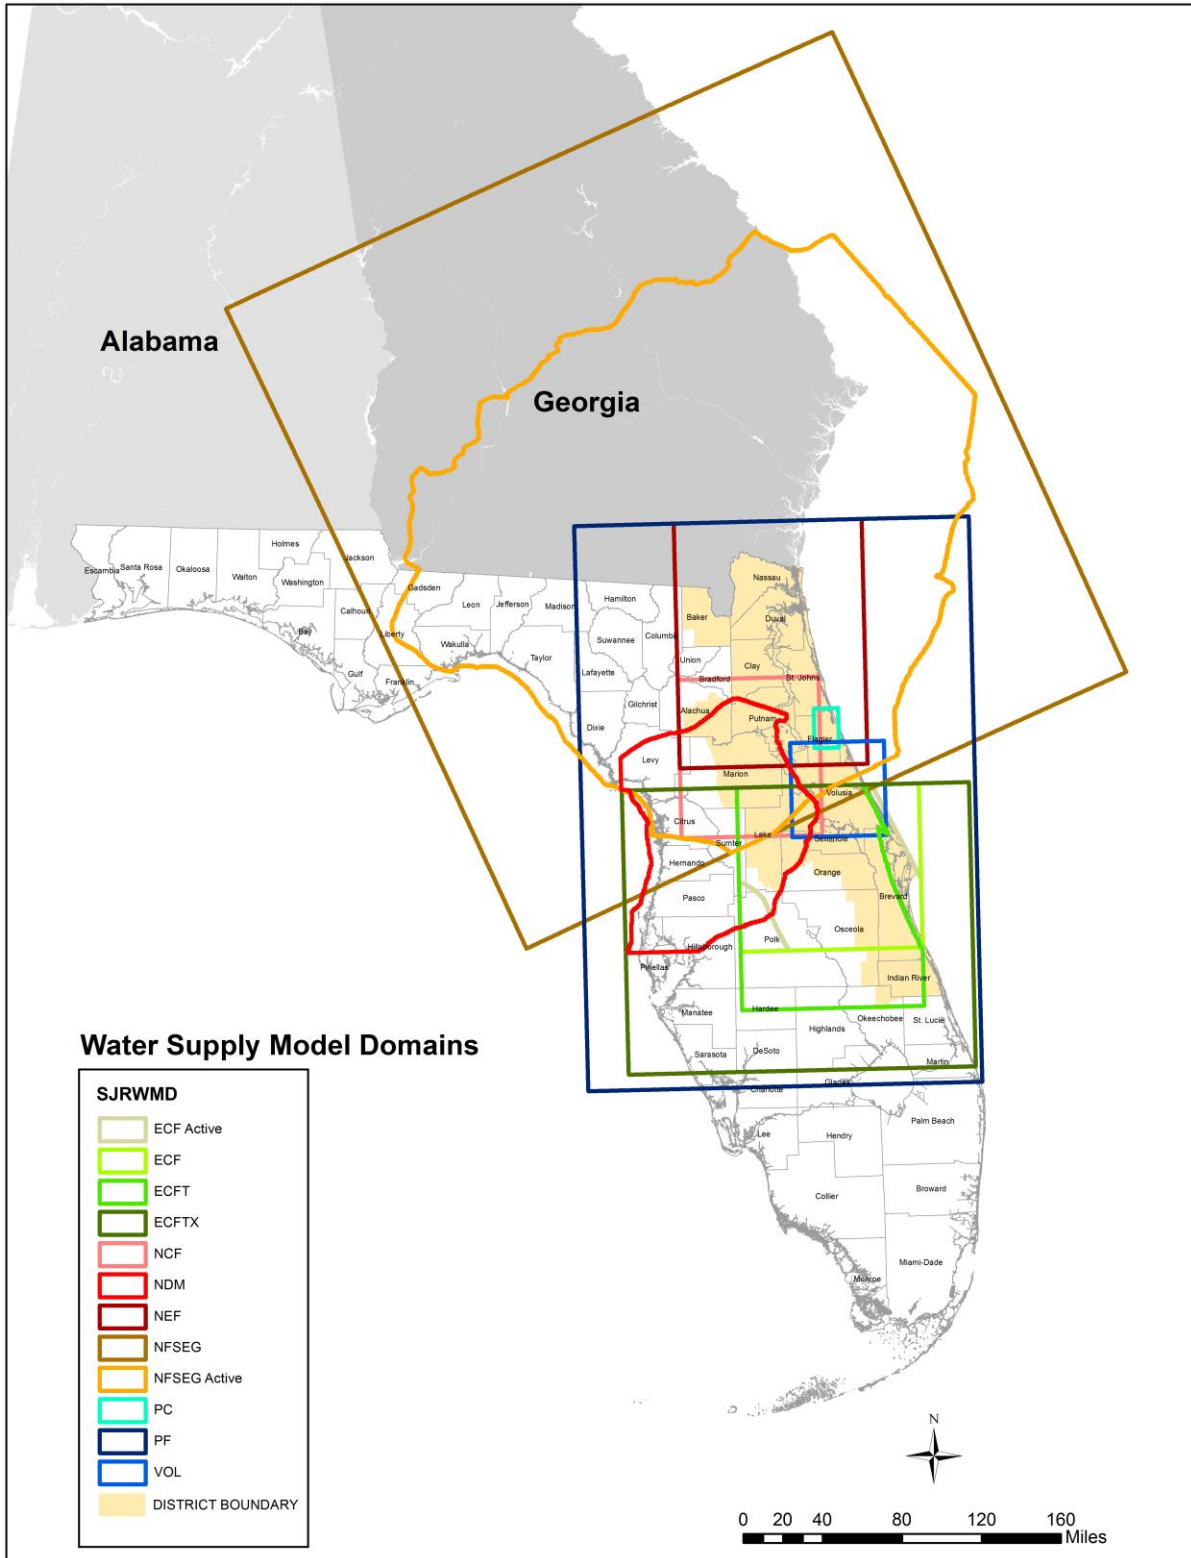 Alabama
Georgia
Holmes
Jackson
Escambia
Santa Rosa
Okaloosa
Walton
Washington
Gadsden
Calhoun
Leon
Jefferson
Madison
Hamilton
Nassau
Baker
Duval
Bay
Liberty
Wakulla
Taylor
Suwannee
Columbia
Gulf
Franklin
Lafayette
Union
Bradford
Clay
St. Johns
Gilchrist
Alachua
Putnam
Dixie
Flagler
Levy
Marion
Volusia
Citrus
Lake
Sumter
Seminole
Hernando
Orange
Pasco
Brevard
Polk
Osceola
Hillsborough
Pinellas
Indian River
Manatee
Hardee
Okeechobee
St. Lucie
Highlands
Sarasota
DeSoto
Martin
Charlotte
Glades
Palm Beach
Lee
Hendry
Collier
Broward
Miami-Dade
Monroe
Water Supply Model Domains
SJRWMD
ECF Active
ECF
ECFT
ECFTX
NCF
NDM
NEF
NFSEG
NFSEG Active
PC
PF
VOL
DISTRICT BOUNDARY
N
0 20 40 80 120 160
Miles